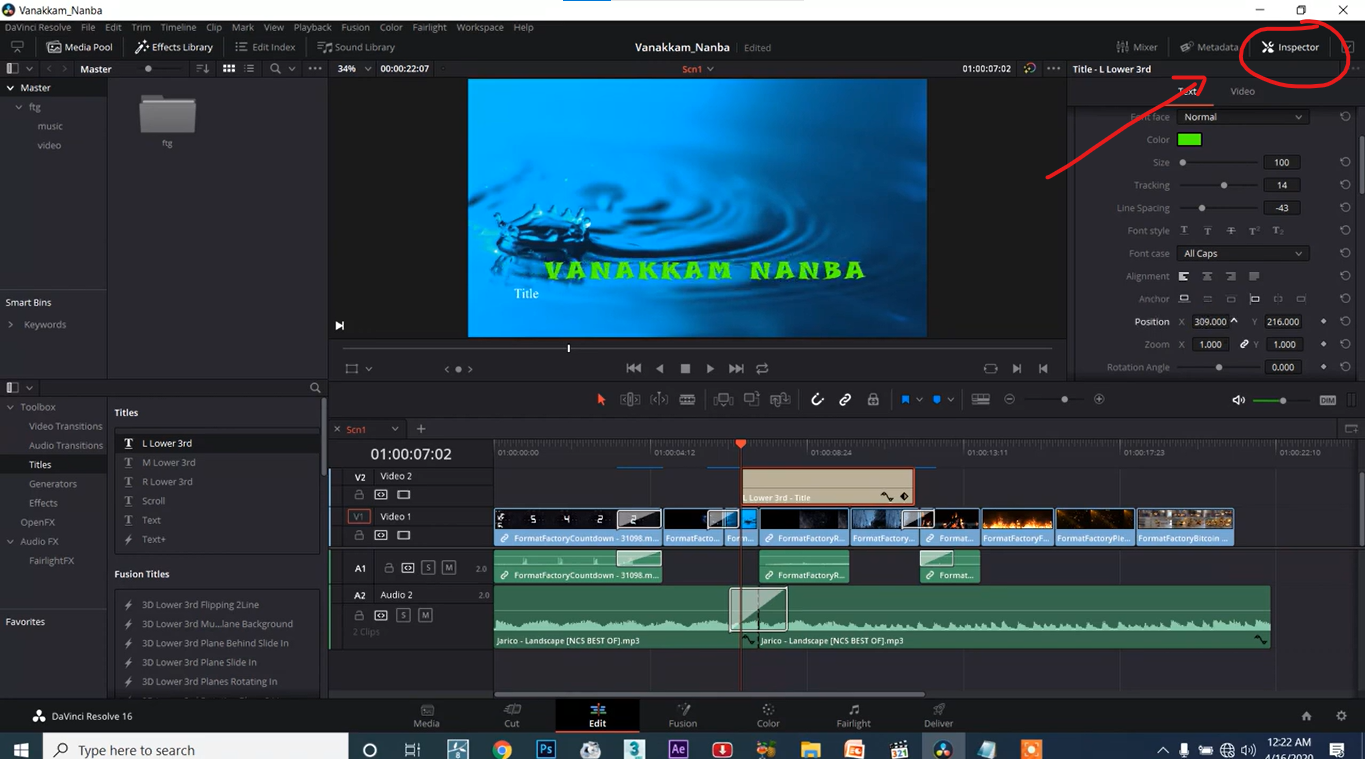 Vanakkam_Nanba
DaVinci Resolve File Edit Trim Timeline Clip Mark View Playback Fusion Color Fairlight Workspace Help
Media Pool Effects Library Edit Index Sound Library Vanakkam_Nanba Edited Mixer Metadata Inspector
Master 34% 00:00:22:07 Scn1 01:00:07:02 Title - L Lower 3rd
Master
ftg
music
video
ftg
Smart Bins
Keywords
VANAKKAM NANBA
Title
Text Video
Font face Normal
Color
Size 100
Tracking 14
Line Spacing -43
Font style T T T T² T₂
Font case All Caps
Alignment
Anchor
Position X 309.000 Y 216.000
Zoom X 1.000 Y 1.000
Rotation Angle 0.000
DIM
Toolbox
Video Transitions
Audio Transitions
Titles
Generators
Effects
OpenFX
Audio FX
FairlightFX
Favorites
Titles
L Lower 3rd
M Lower 3rd
R Lower 3rd
Scroll
Text
Text+
Fusion Titles
3D Lower 3rd Flipping 2Line
3D Lower 3rd Mu...lane Background
3D Lower 3rd Plane Behind Slide In
3D Lower 3rd Plane Slide In
3D Lower 3rd Planes Rotating In
Scn1
01:00:07:02
01:00:00:00 01:00:04:12 01:00:08:24 01:00:13:11 01:00:17:23 01:00:22:10
V2 Video 2
L Lower 3rd - Title
V1 Video 1
5 4 2 2
FormatFactoryCountdown - 31098.m... FormatFacto... Form... FormatFactoryR... FormatFactory... Format... FormatFactoryF... FormatFactoryPie... FormatFactoryBitcoin ...
A1 S M 2.0
FormatFactoryCountdown - 31098.m... FormatFactoryR... Format...
A2 Audio 2 2.0
S M
2 Clips
Jarico - Landscape [NCS BEST OF].mp3 Jarico - Landscape [NCS BEST OF].mp3
DaVinci Resolve 16
Media Cut Edit Fusion Color Fairlight Deliver
Type here to search
Ps 3 Ae 321
12:22 AM
4/16/2020